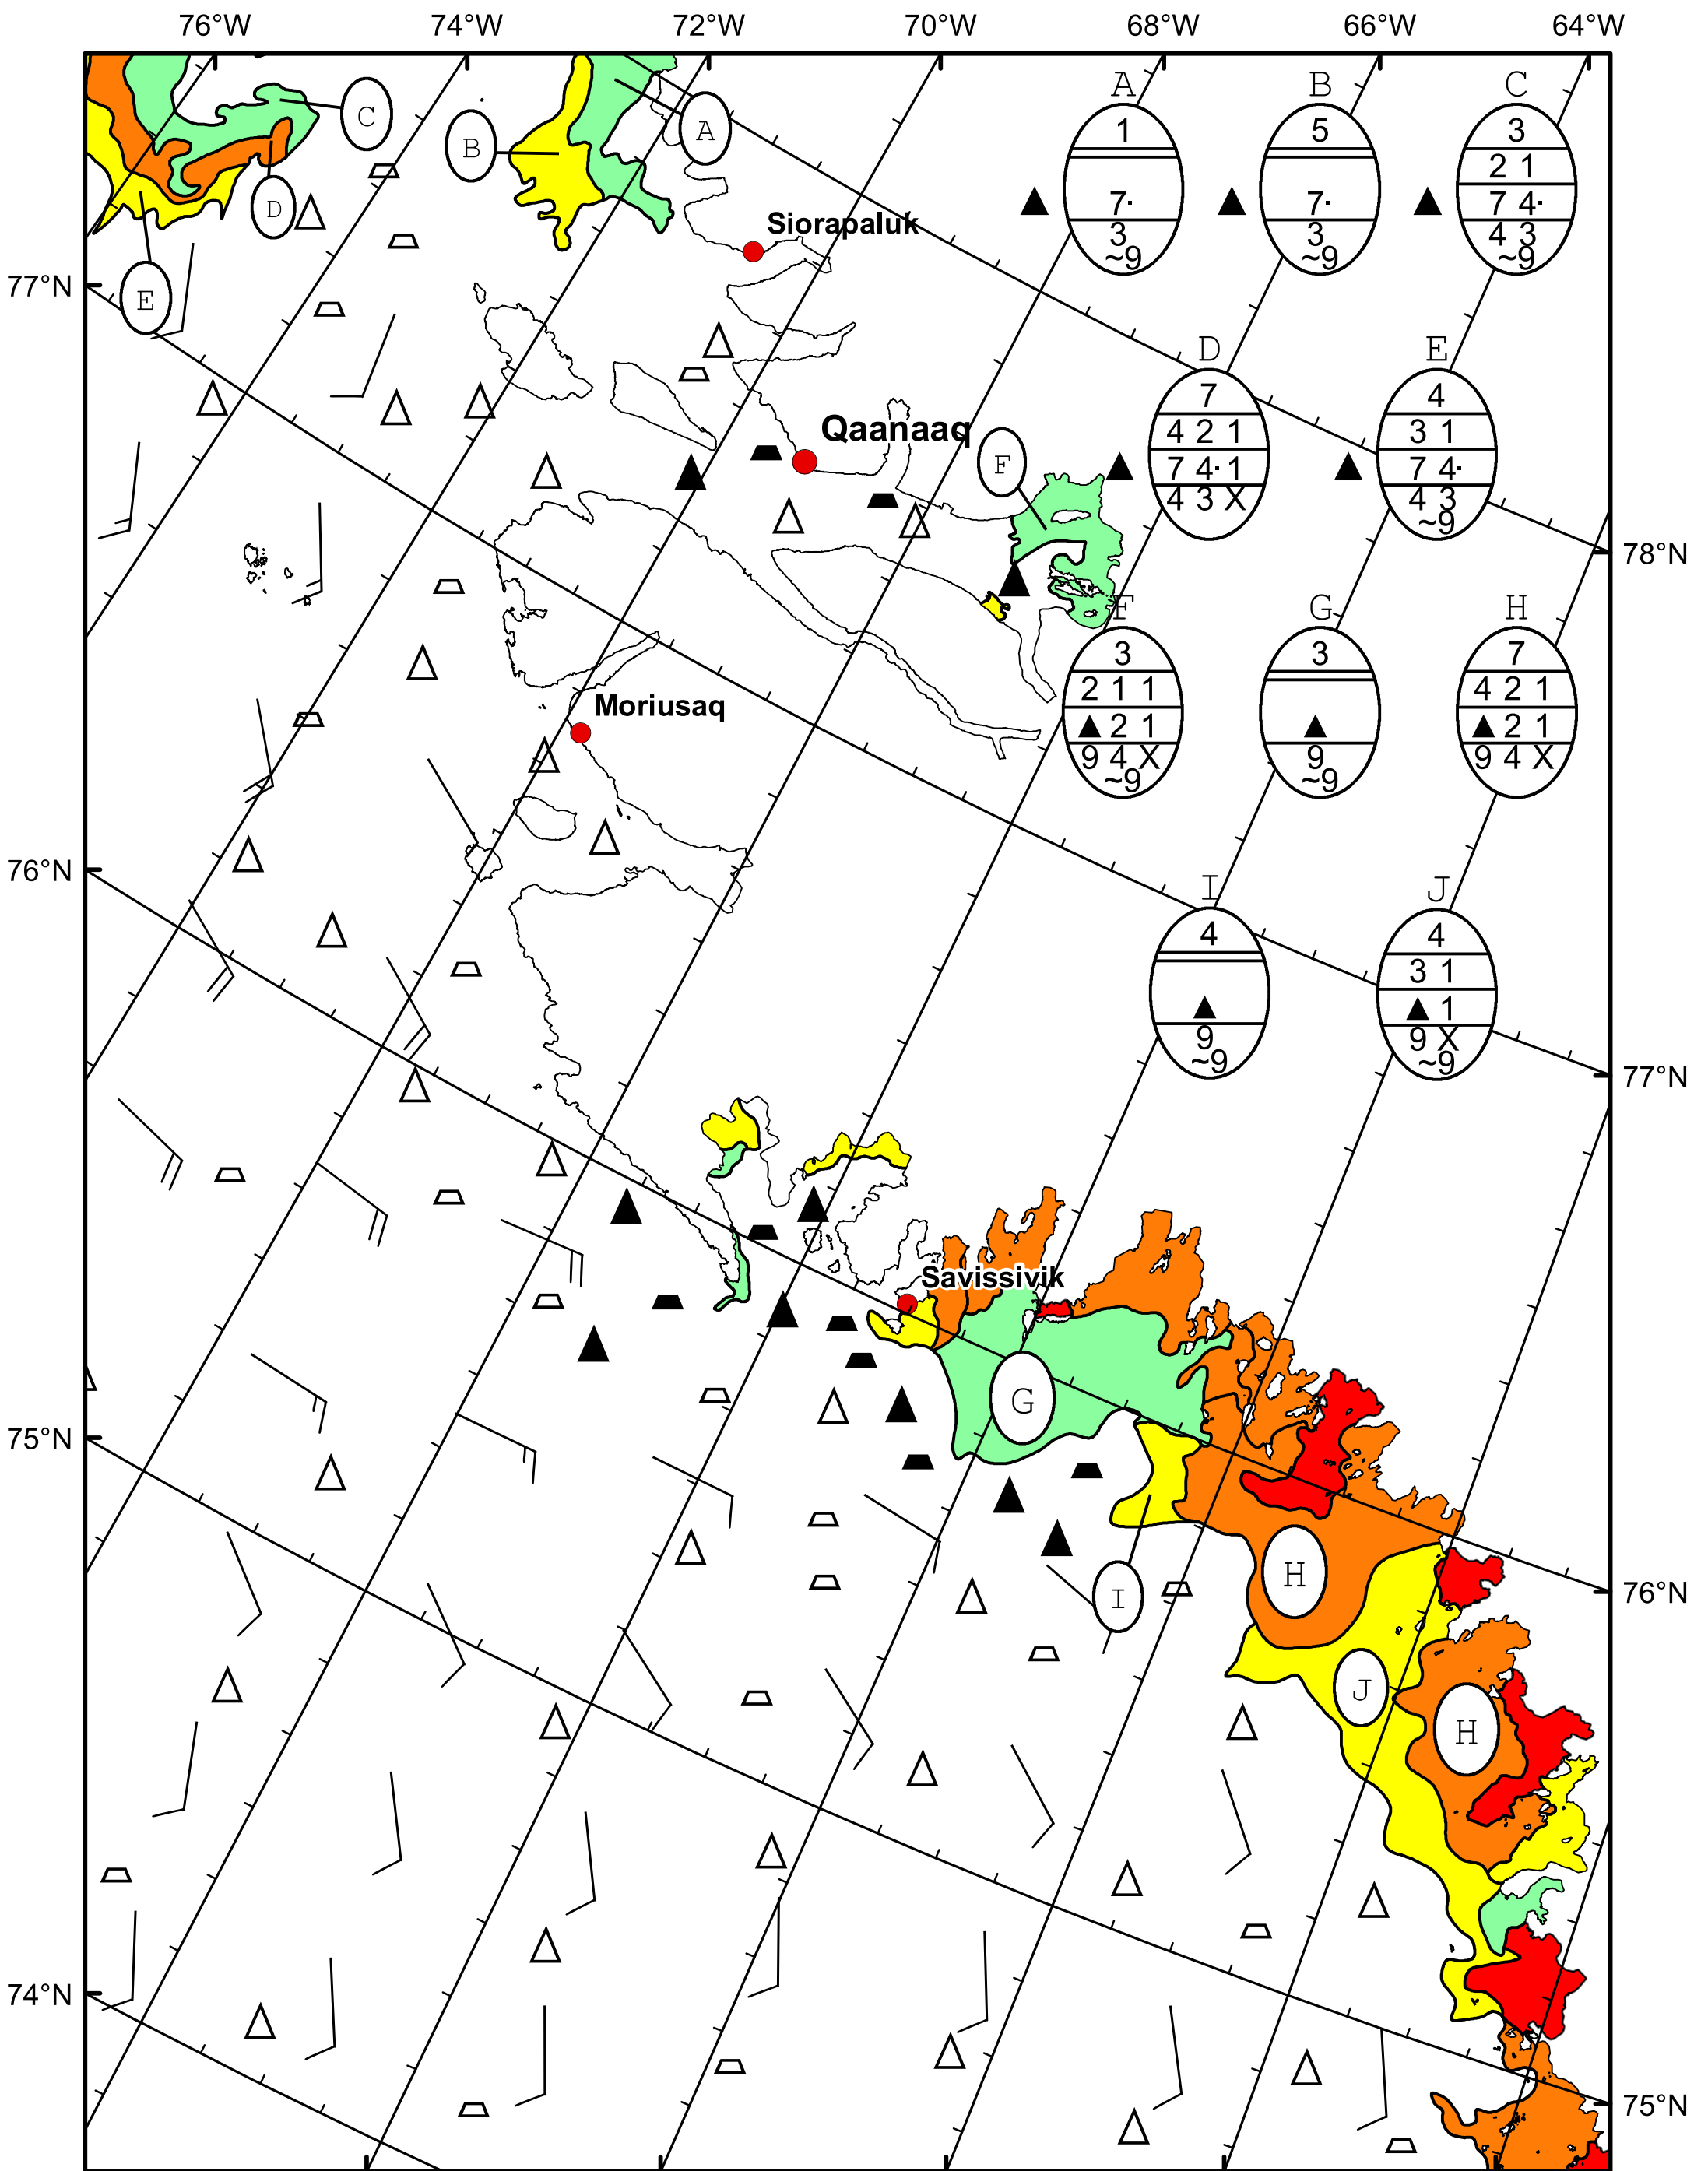 76°W 74°W 72°W 70°W 68°W 66°W 64°W
A B C
C
B
A
1 5 3
2 1
7· 7· 7 4·
3 3 4 3
~9 ~9 ~9
D
Siorapaluk
77°N
E
D E
7 4
4 2 1 3 1
7 4· 1 7 4·
4 3 X 4 3
~9
Qaanaaq
F
78°N
F G H
3 3 7
2 1 1 4 2 1
▲ 2 1 ▲ ▲ 2 1
9 4 X 9 9 4 X
~9 ~9
Moriusaq
76°N
I J
4 4
3 1
▲ ▲ 1
9 9 X
~9 ~9
77°N
Savissivik
G
75°N
H
I
76°N
J
H
74°N
75°N